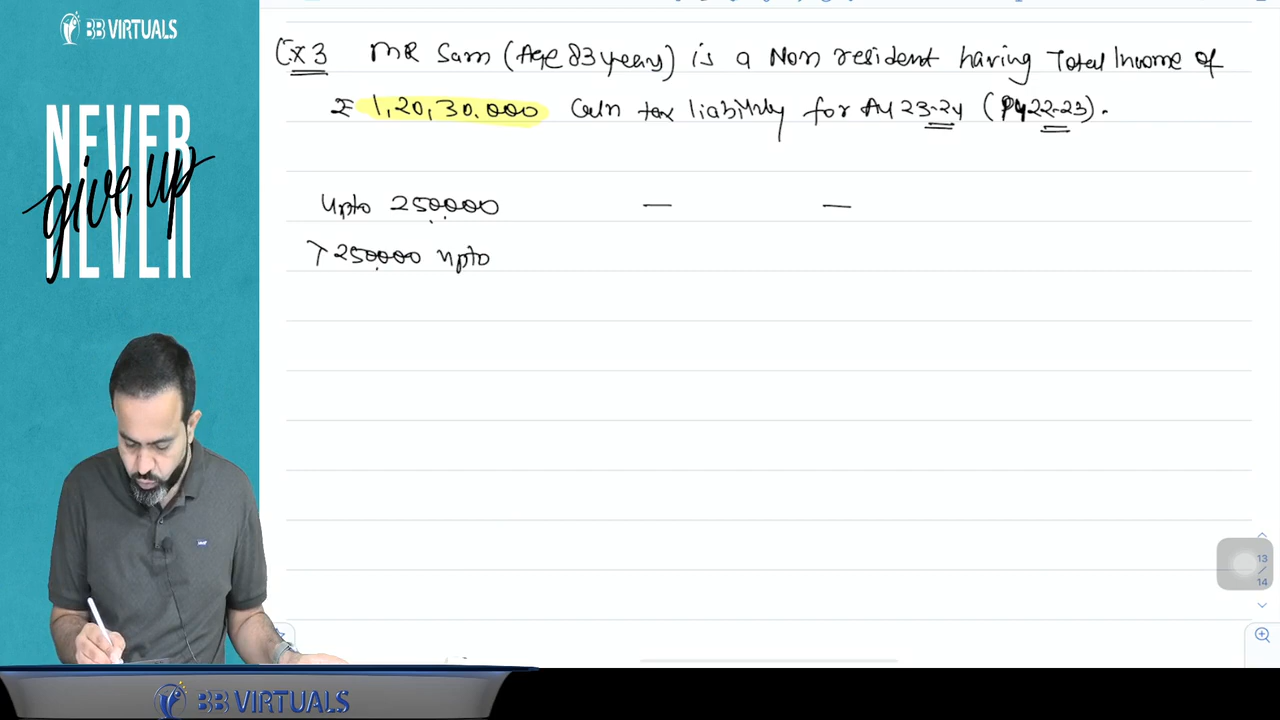 BB VIRTUALS
NEVER
give up
NEVER
Ex 3 MR Sam (Age 83 years) is a Non resident having Total Income of
₹ 1,20,30,000 Caln tax liability for AY 23-24 (PY 22-23).
Upto 250000 — —
> 250000 upto
13
14
BB VIRTUALS